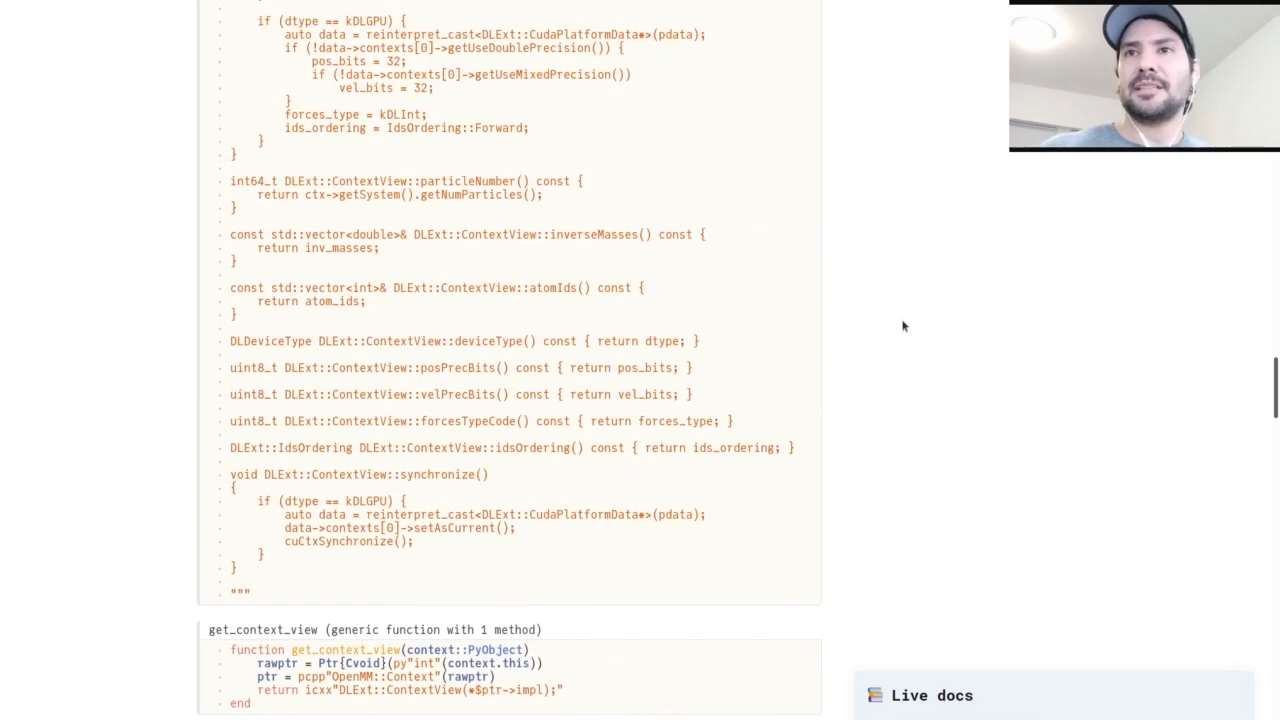 if (dtype == kDLGPU) {
auto data = reinterpret_cast<DLExt::CudaPlatformData*>(pdata);
if (!data->contexts[0]->getUseDoublePrecision()) {
pos_bits = 32;
if (!data->contexts[0]->getUseMixedPrecision())
vel_bits = 32;
}
forces_type = kDLInt;
ids_ordering = IdsOrdering::Forward;
}
}
int64_t DLExt::ContextView::particleNumber() const {
return ctx->getSystem().getNumParticles();
}
const std::vector<double>& DLExt::ContextView::inverseMasses() const {
return inv_masses;
}
const std::vector<int>& DLExt::ContextView::atomIds() const {
return atom_ids;
}
DLDeviceType DLExt::ContextView::deviceType() const { return dtype; }
uint8_t DLExt::ContextView::posPrecBits() const { return pos_bits; }
uint8_t DLExt::ContextView::velPrecBits() const { return vel_bits; }
uint8_t DLExt::ContextView::forcesTypeCode() const { return forces_type; }
DLExt::IdsOrdering DLExt::ContextView::idsOrdering() const { return ids_ordering; }
void DLExt::ContextView::synchronize()
{
if (dtype == kDLGPU) {
auto data = reinterpret_cast<DLExt::CudaPlatformData*>(pdata);
data->contexts[0]->setAsCurrent();
cuCtxSynchronize();
}
}
"""
get_context_view (generic function with 1 method)
function get_context_view(context::PyObject)
rawptr = Ptr{Cvoid}(py"int"(context.this))
ptr = pcpp"OpenMM::Context"(rawptr)
return icxx"DLExt::ContextView(*$ptr->impl);"
end
Live docs